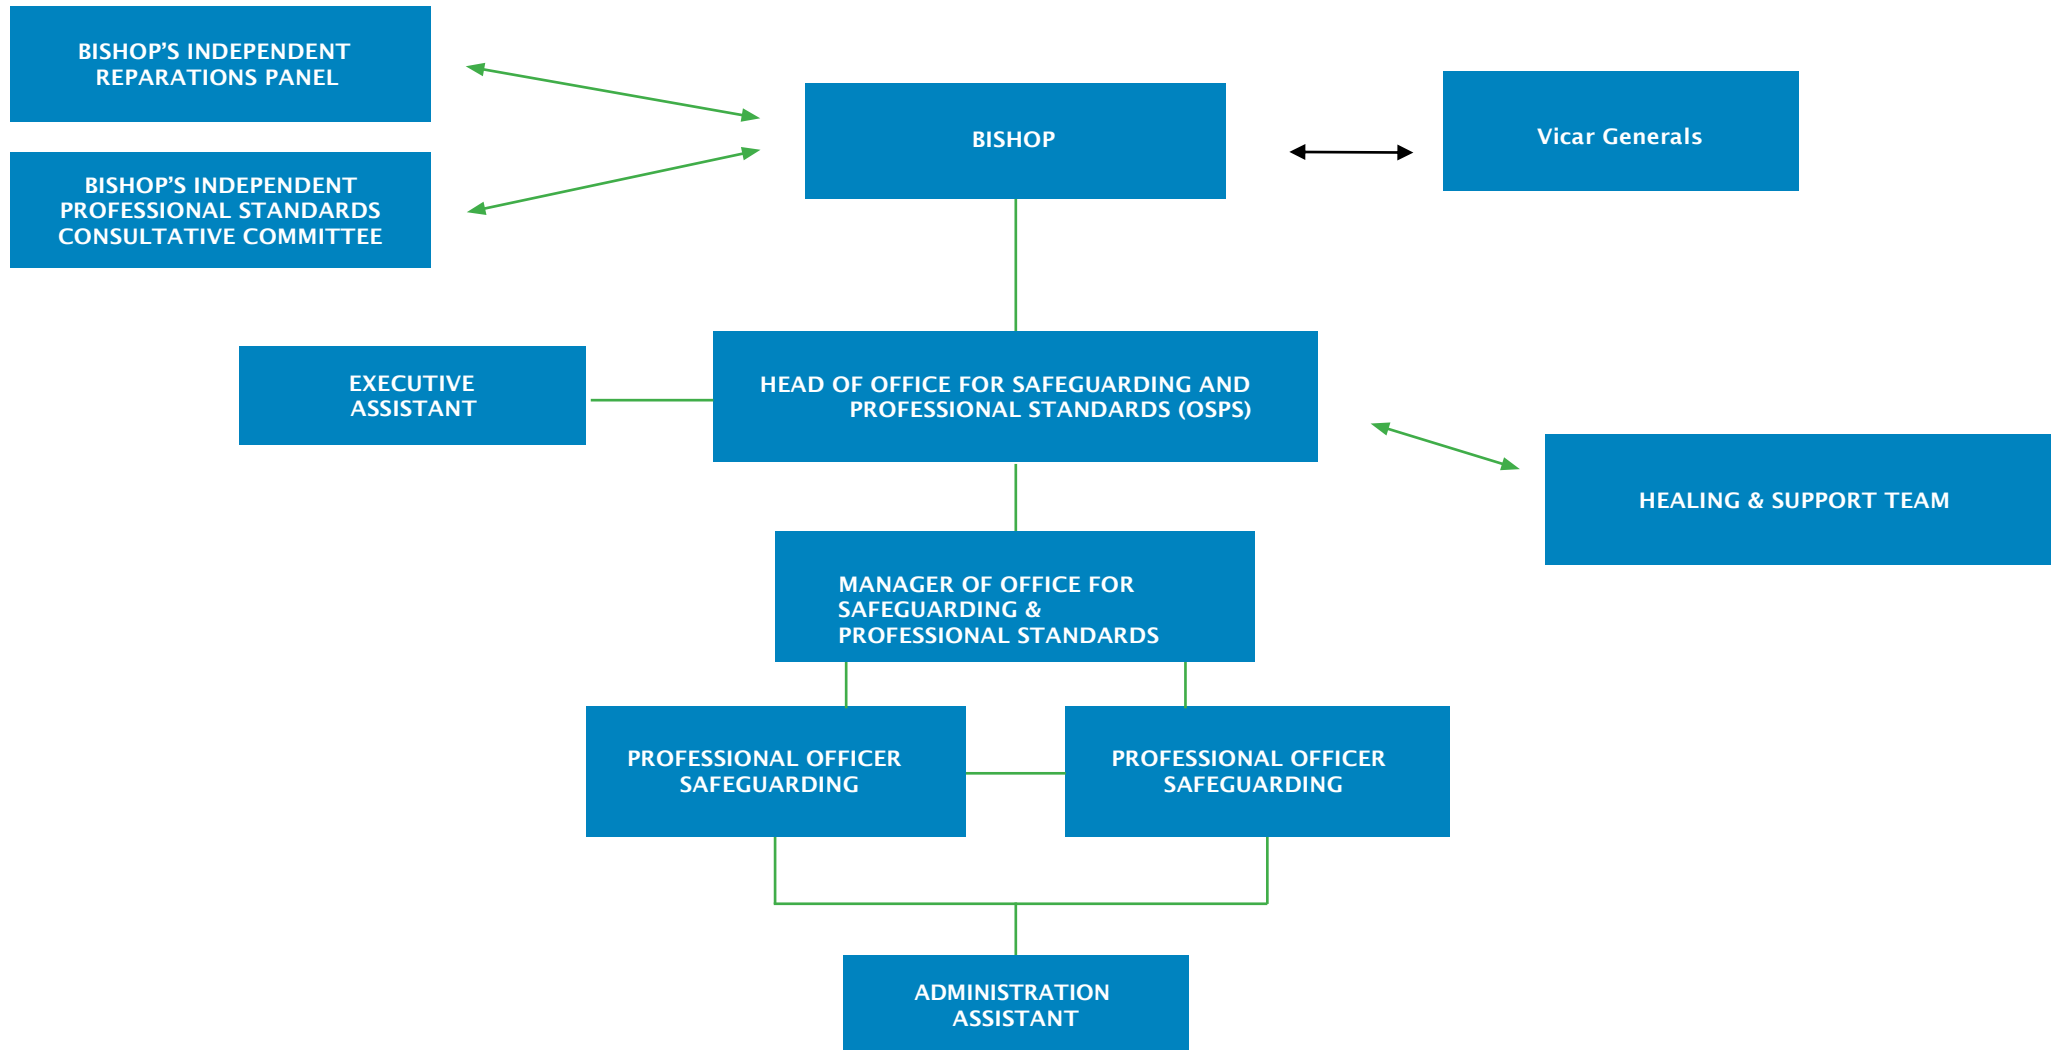 BISHOP’S INDEPENDENT
REPARATIONS PANEL
BISHOP
Vicar Generals
BISHOP’S INDEPENDENT
PROFESSIONAL STANDARDS
CONSULTATIVE COMMITTEE
EXECUTIVE
ASSISTANT
HEAD OF OFFICE FOR SAFEGUARDING AND
PROFESSIONAL STANDARDS (OSPS)
HEALING & SUPPORT TEAM
MANAGER OF OFFICE FOR
SAFEGUARDING &
PROFESSIONAL STANDARDS
PROFESSIONAL OFFICER
SAFEGUARDING
PROFESSIONAL OFFICER
SAFEGUARDING
ADMINISTRATION
ASSISTANT